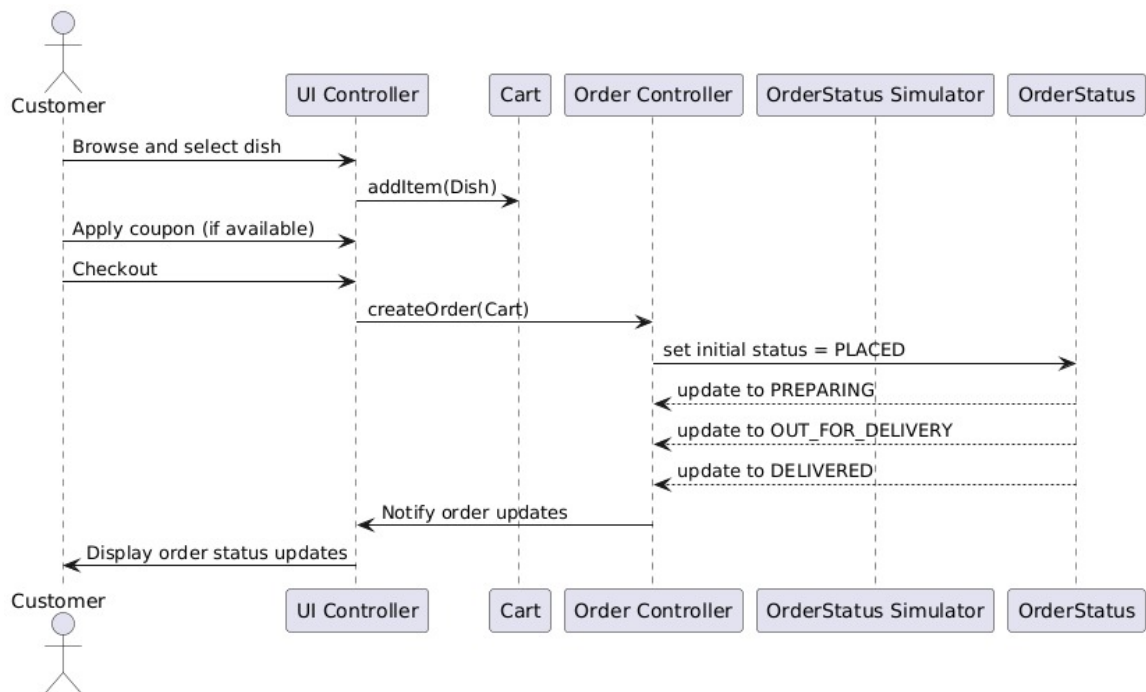 Customer
UI Controller
Cart
Order Controller
OrderStatus Simulator
OrderStatus
Browse and select dish
addItem(Dish)
Apply coupon (if available)
Checkout
createOrder(Cart)
set initial status = PLACED
update to PREPARING
update to OUT_FOR_DELIVERY
update to DELIVERED
Notify order updates
Display order status updates
Customer
UI Controller
Cart
Order Controller
OrderStatus Simulator
OrderStatus